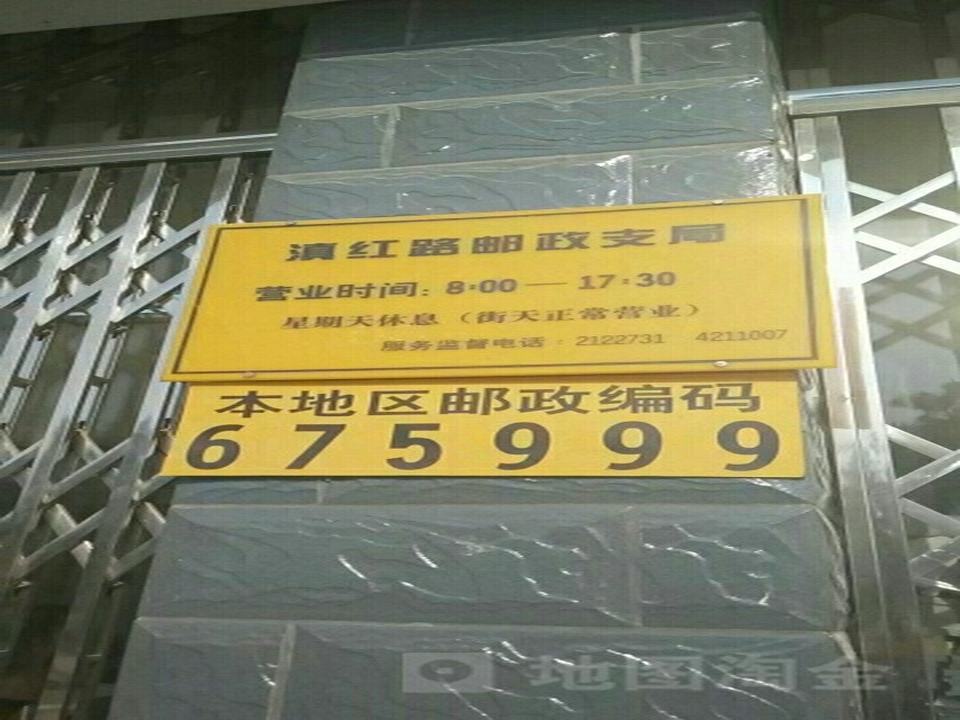 滇红路邮政支局
营业时间：8:00 — 17:30
星期天休息（街天正常营业）
服务监督电话：2122731 4211007
本地区邮政编码
675999
地图淘金